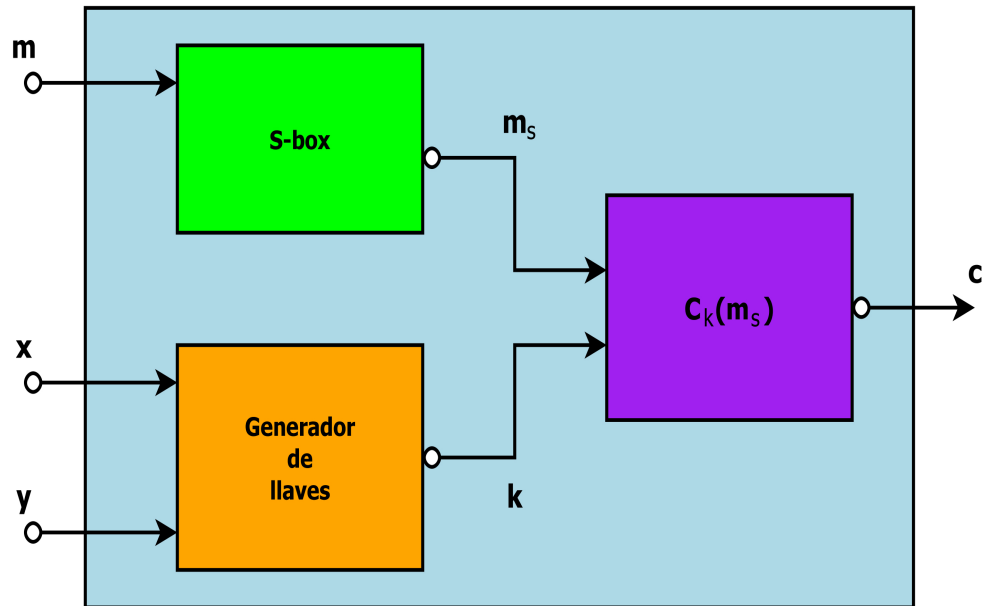 m
S-box
mₛ
Cₖ(mₛ)
c
x
Generador
de
llaves
y
k